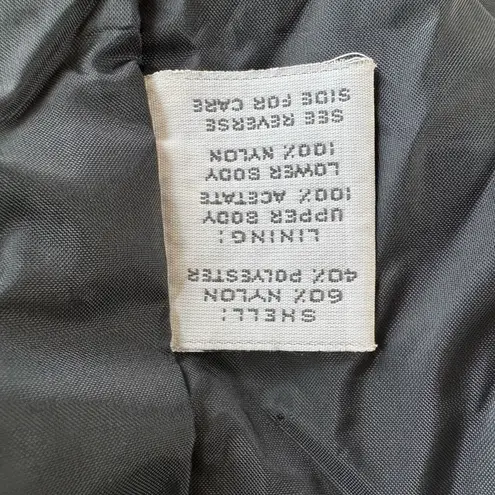 SHELL:
60% NYLON
40% POLYESTER
LINING:
UPPER BODY
100% ACETATE
LOWER BODY
100% NYLON
SEE REVERSE
SIDE FOR CARE